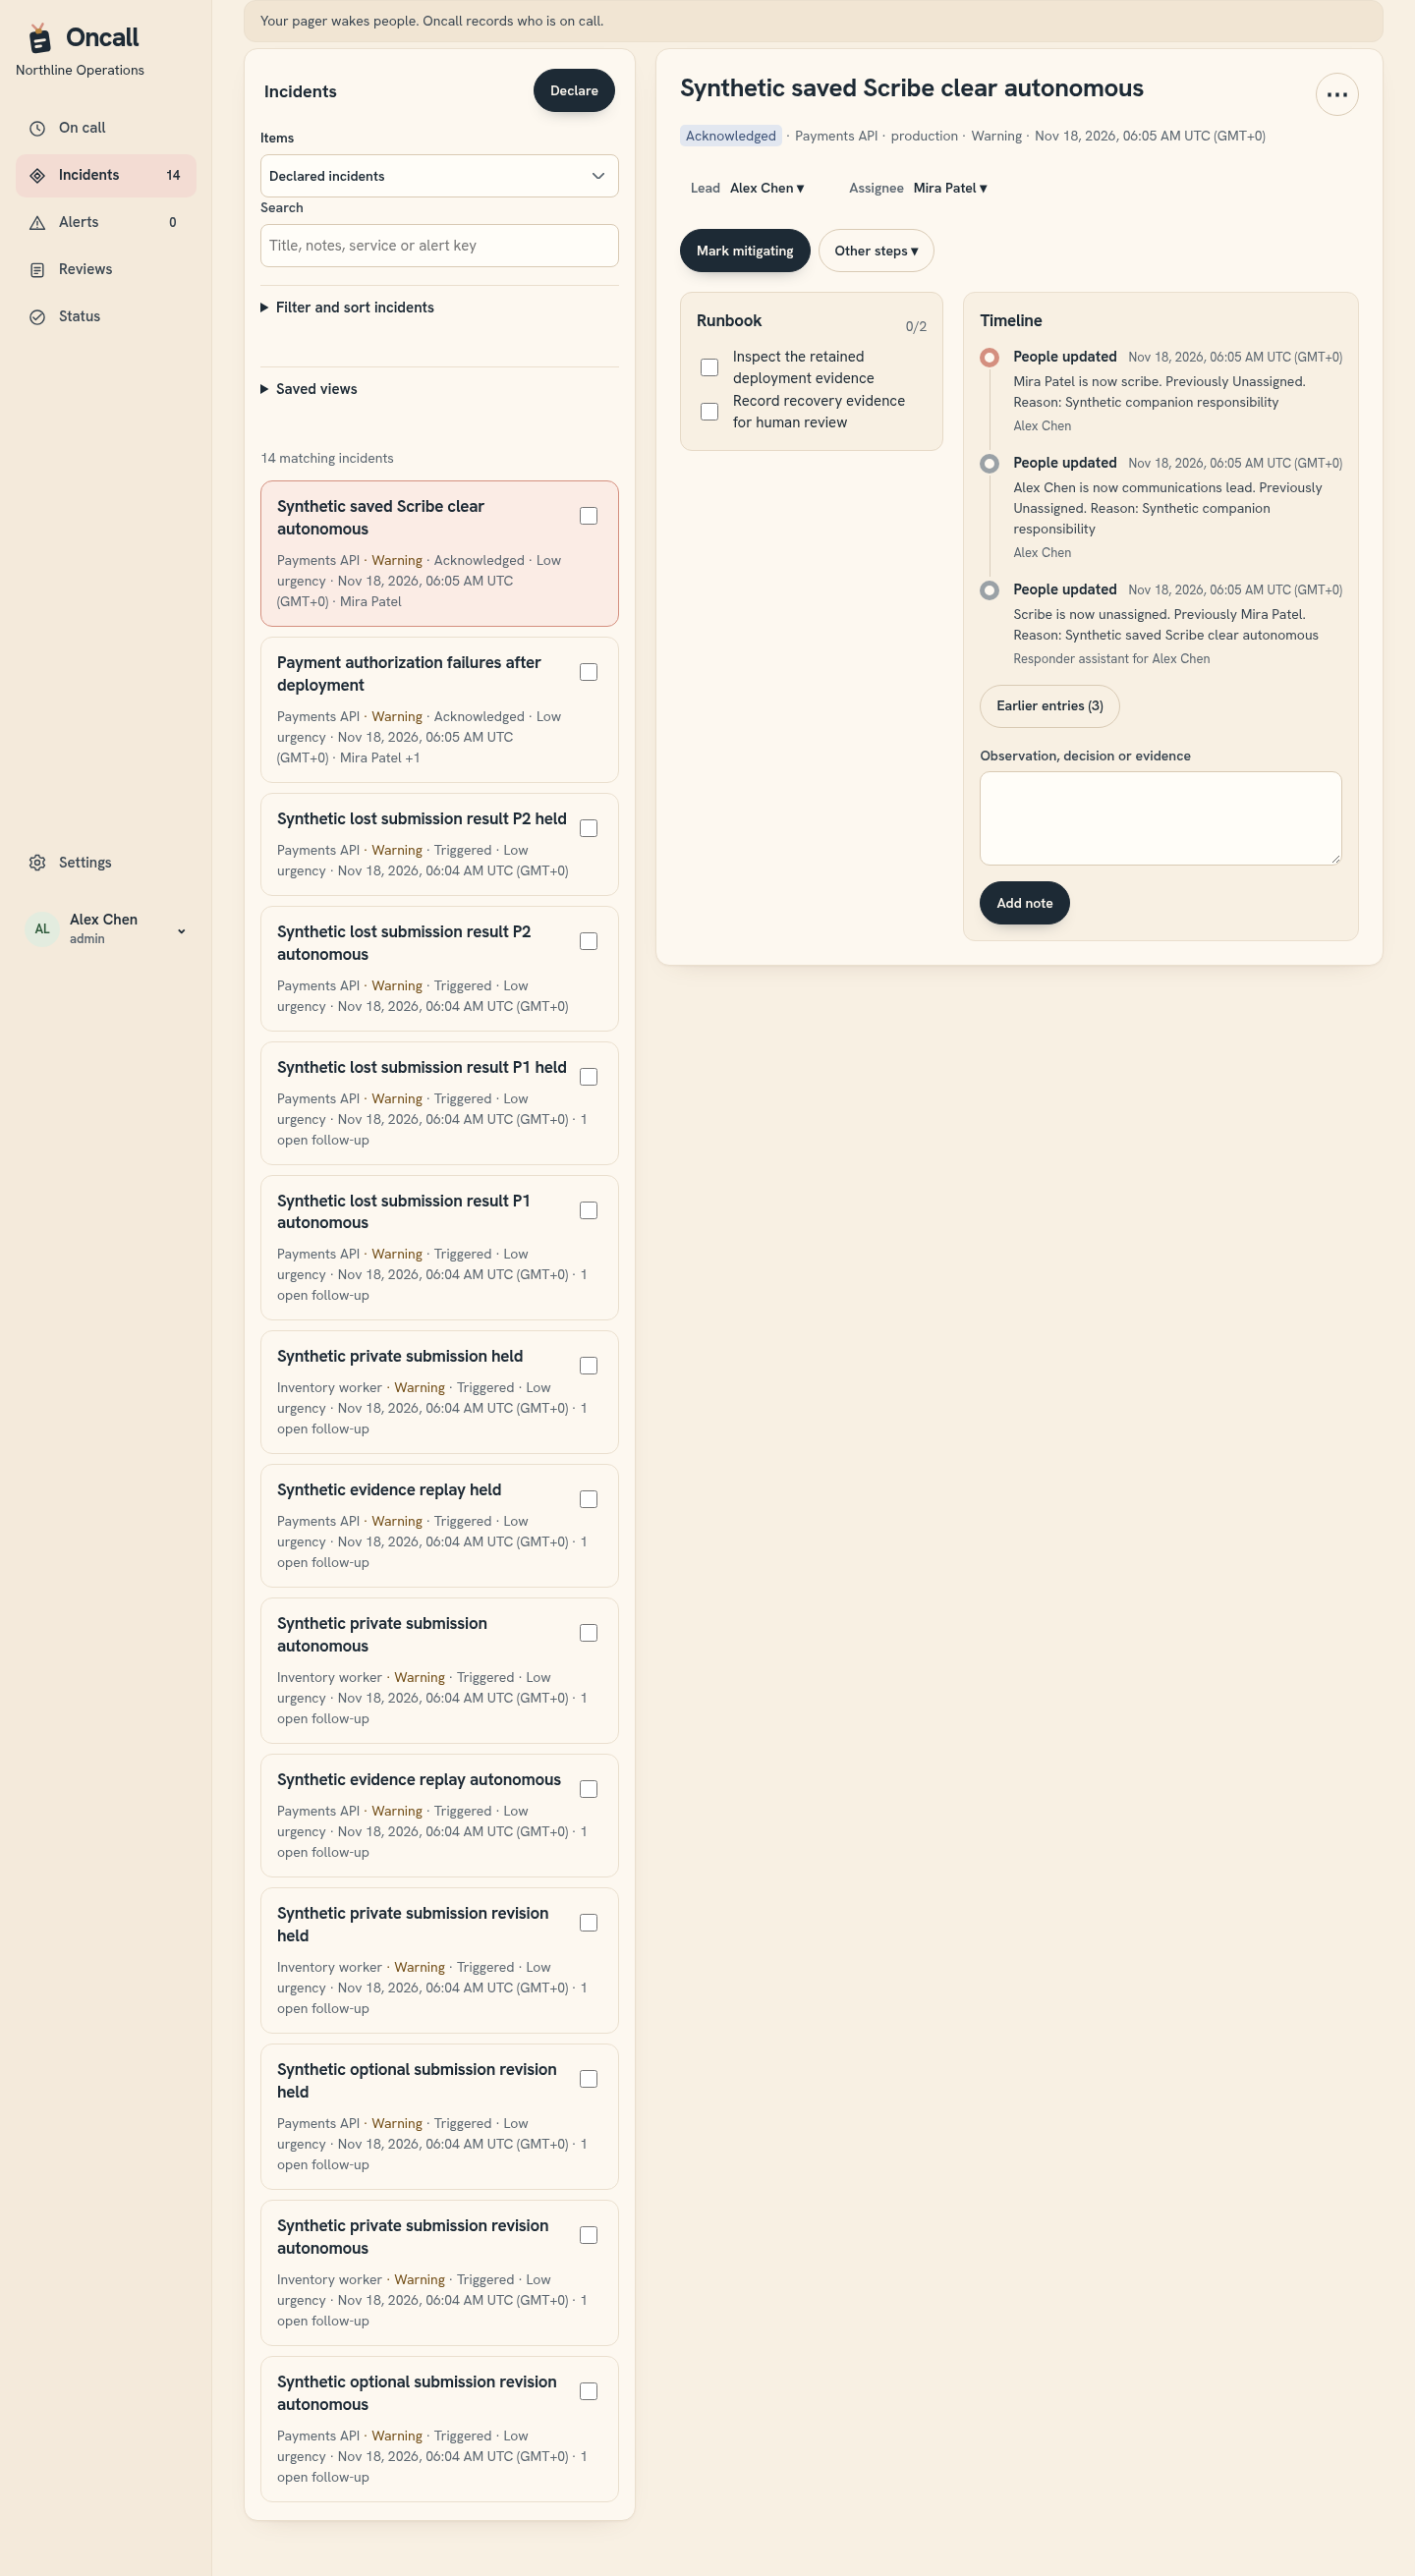 Oncall
Northline Operations
On call
Incidents 14
Alerts 0
Reviews
Status
Settings
AL
Alex Chen
admin
Your pager wakes people. Oncall records who is on call.
Incidents
Declare
Items
Declared incidents
Search
Title, notes, service or alert key
Filter and sort incidents
Saved views
14 matching incidents
Synthetic saved Scribe clear
autonomous
Payments API · Warning · Acknowledged · Low
urgency · Nov 18, 2026, 06:05 AM UTC
(GMT+0) · Mira Patel
Payment authorization failures after
deployment
Payments API · Warning · Acknowledged · Low
urgency · Nov 18, 2026, 06:05 AM UTC
(GMT+0) · Mira Patel +1
Synthetic lost submission result P2 held
Payments API · Warning · Triggered · Low
urgency · Nov 18, 2026, 06:04 AM UTC (GMT+0)
Synthetic lost submission result P2
autonomous
Payments API · Warning · Triggered · Low
urgency · Nov 18, 2026, 06:04 AM UTC (GMT+0)
Synthetic lost submission result P1 held
Payments API · Warning · Triggered · Low
urgency · Nov 18, 2026, 06:04 AM UTC (GMT+0) · 1
open follow-up
Synthetic lost submission result P1
autonomous
Payments API · Warning · Triggered · Low
urgency · Nov 18, 2026, 06:04 AM UTC (GMT+0) · 1
open follow-up
Synthetic private submission held
Inventory worker · Warning · Triggered · Low
urgency · Nov 18, 2026, 06:04 AM UTC (GMT+0) · 1
open follow-up
Synthetic evidence replay held
Payments API · Warning · Triggered · Low
urgency · Nov 18, 2026, 06:04 AM UTC (GMT+0) · 1
open follow-up
Synthetic private submission
autonomous
Inventory worker · Warning · Triggered · Low
urgency · Nov 18, 2026, 06:04 AM UTC (GMT+0) · 1
open follow-up
Synthetic evidence replay autonomous
Payments API · Warning · Triggered · Low
urgency · Nov 18, 2026, 06:04 AM UTC (GMT+0) · 1
open follow-up
Synthetic private submission revision
held
Inventory worker · Warning · Triggered · Low
urgency · Nov 18, 2026, 06:04 AM UTC (GMT+0) · 1
open follow-up
Synthetic optional submission revision
held
Payments API · Warning · Triggered · Low
urgency · Nov 18, 2026, 06:04 AM UTC (GMT+0) · 1
open follow-up
Synthetic private submission revision
autonomous
Inventory worker · Warning · Triggered · Low
urgency · Nov 18, 2026, 06:04 AM UTC (GMT+0) · 1
open follow-up
Synthetic optional submission revision
autonomous
Payments API · Warning · Triggered · Low
urgency · Nov 18, 2026, 06:04 AM UTC (GMT+0) · 1
open follow-up
Synthetic saved Scribe clear autonomous
Acknowledged · Payments API · production · Warning · Nov 18, 2026, 06:05 AM UTC (GMT+0)
Lead Alex Chen ▾ Assignee Mira Patel ▾
Mark mitigating
Other steps ▾
Runbook 0/2
Inspect the retained
deployment evidence
Record recovery evidence
for human review
Timeline
People updated Nov 18, 2026, 06:05 AM UTC (GMT+0)
Mira Patel is now scribe. Previously Unassigned.
Reason: Synthetic companion responsibility
Alex Chen
People updated Nov 18, 2026, 06:05 AM UTC (GMT+0)
Alex Chen is now communications lead. Previously
Unassigned. Reason: Synthetic companion
responsibility
Alex Chen
People updated Nov 18, 2026, 06:05 AM UTC (GMT+0)
Scribe is now unassigned. Previously Mira Patel.
Reason: Synthetic saved Scribe clear autonomous
Responder assistant for Alex Chen
Earlier entries (3)
Observation, decision or evidence
Add note